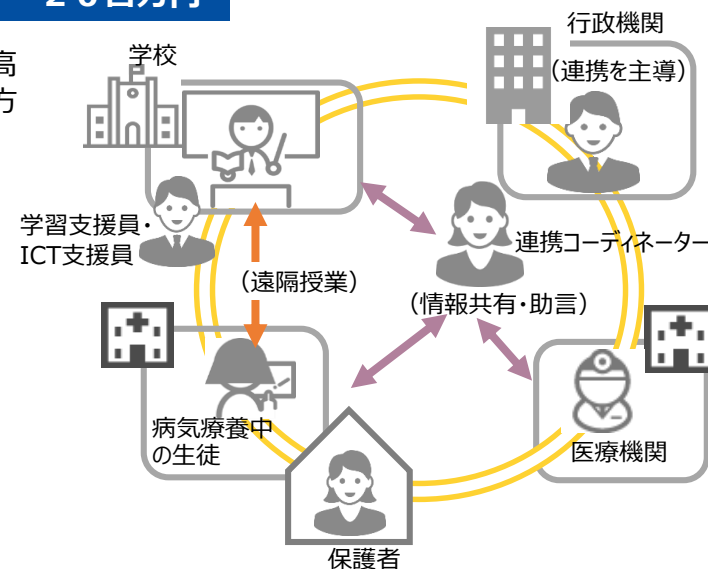 高
方
学校
行政機関
（連携を主導）
学習支援員・
ICT支援員
連携コーディネーター
（遠隔授業）
（情報共有・助言）
病気療養中
の生徒
医療機関
保護者